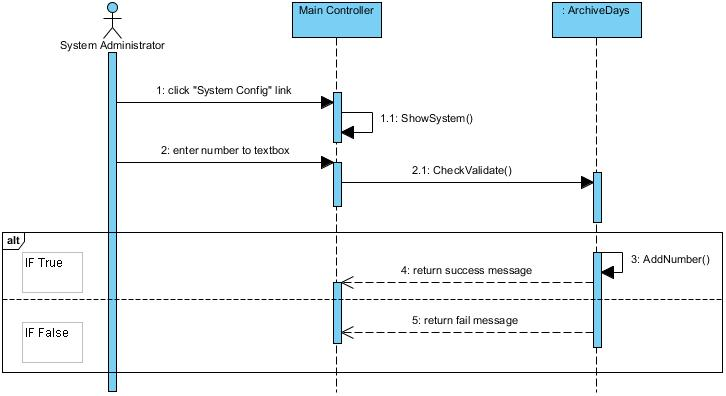 System Administrator
Main Controller
: ArchiveDays
1: click "System Config" link
1.1: ShowSystem()
2: enter number to textbox
2.1: CheckValidate()
alt
IF True
3: AddNumber()
4: return success message
5: return fail message
IF False